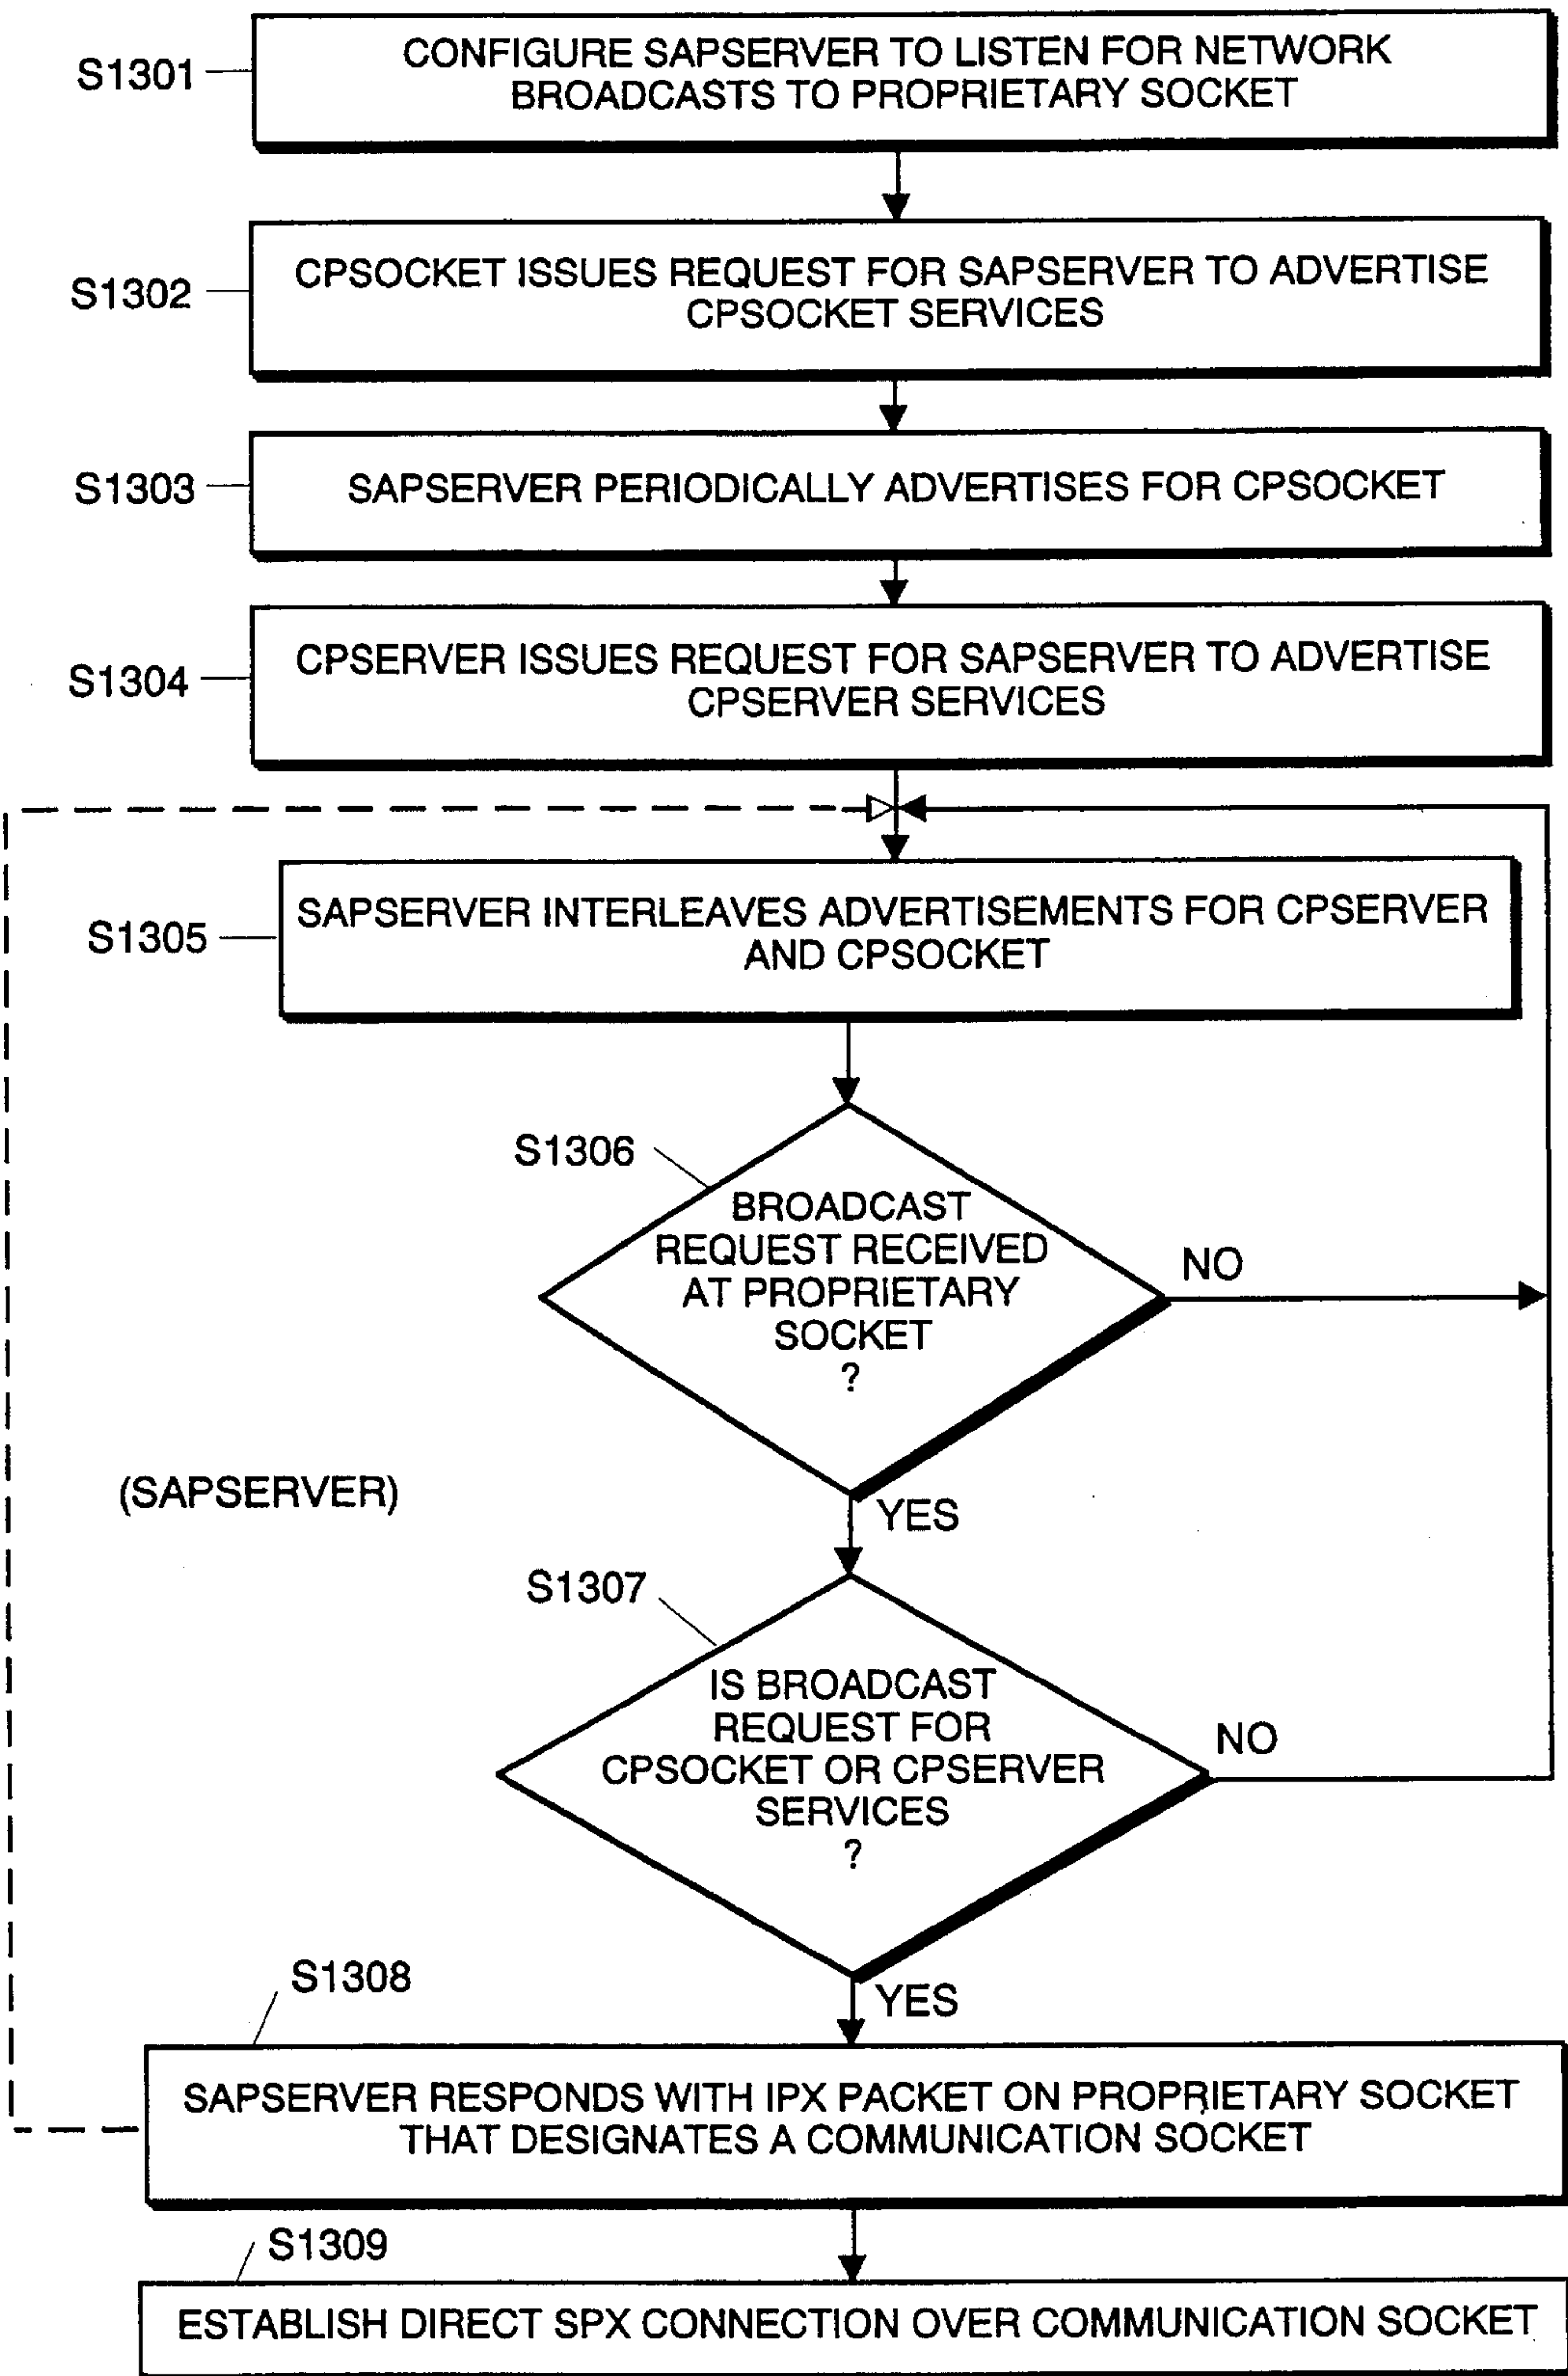 S1301
CONFIGURE SAPSERVER TO LISTEN FOR NETWORK
BROADCASTS TO PROPRIETARY SOCKET
S1302
CPSOCKET ISSUES REQUEST FOR SAPSERVER TO ADVERTISE
CPSOCKET SERVICES
S1303
SAPSERVER PERIODICALLY ADVERTISES FOR CPSOCKET
S1304
CPSERVER ISSUES REQUEST FOR SAPSERVER TO ADVERTISE
CPSERVER SERVICES
S1305
SAPSERVER INTERLEAVES ADVERTISEMENTS FOR CPSERVER
AND CPSOCKET
S1306
BROADCAST
REQUEST RECEIVED
AT PROPRIETARY
SOCKET
?
NO
(SAPSERVER)
YES
S1307
IS BROADCAST
REQUEST FOR
CPSOCKET OR CPSERVER
SERVICES
?
NO
YES
S1308
SAPSERVER RESPONDS WITH IPX PACKET ON PROPRIETARY SOCKET
THAT DESIGNATES A COMMUNICATION SOCKET
S1309
ESTABLISH DIRECT SPX CONNECTION OVER COMMUNICATION SOCKET